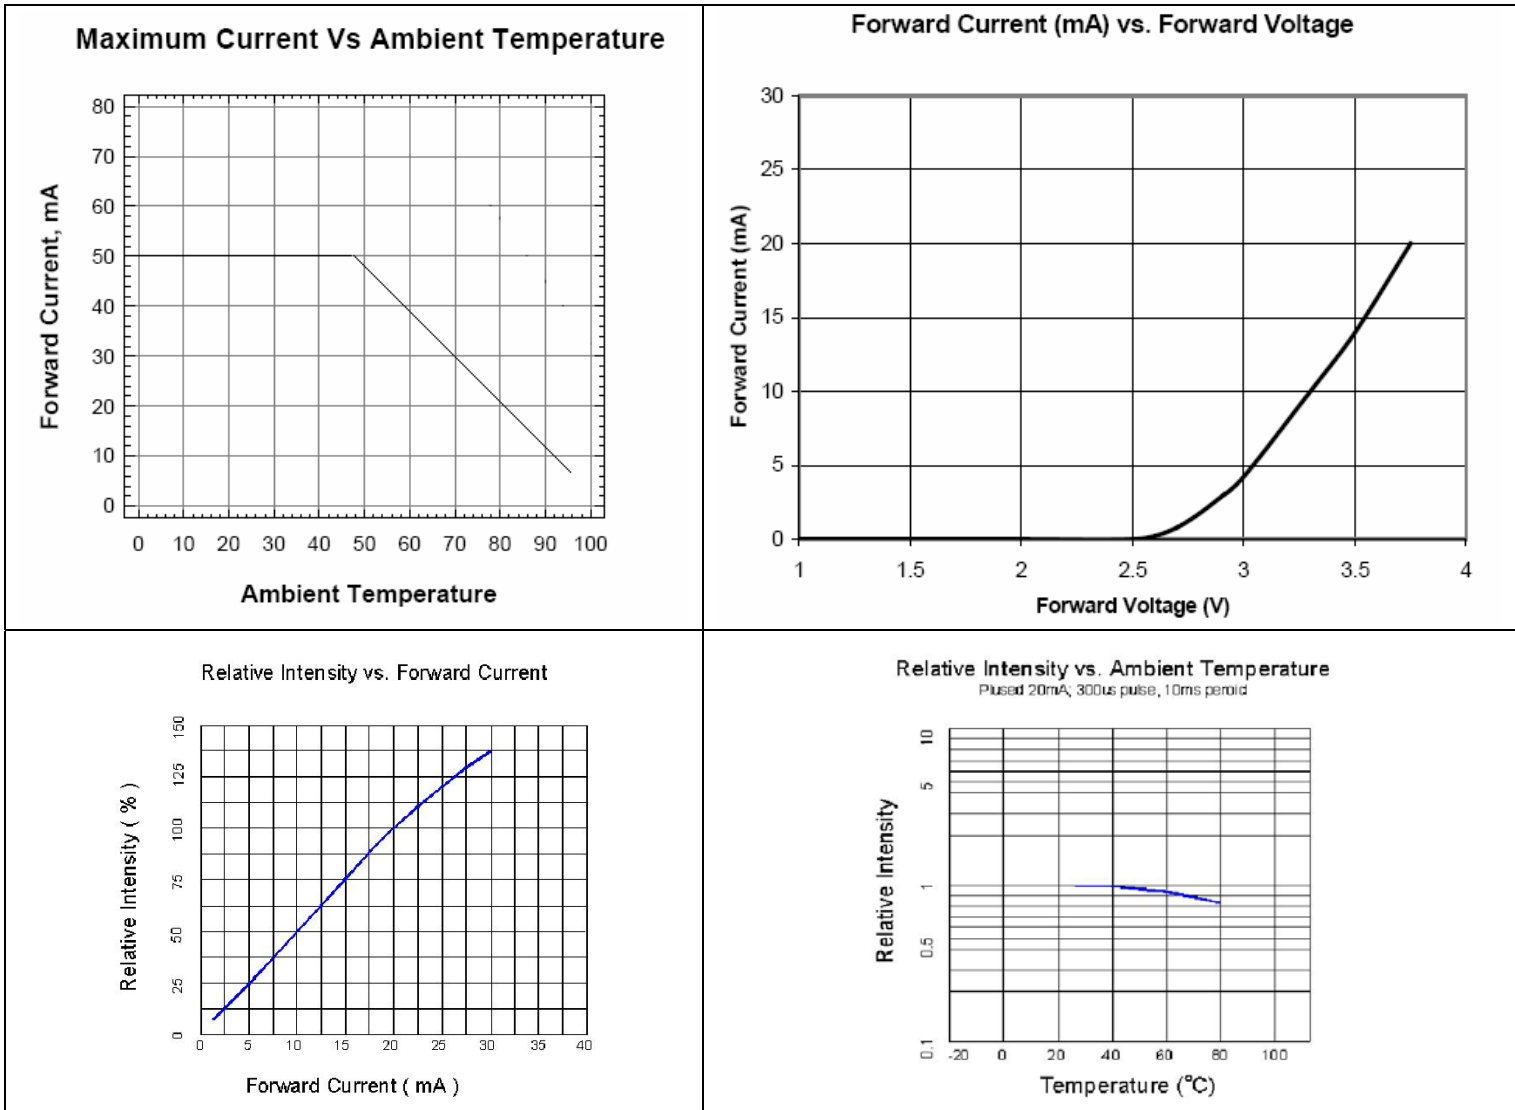 Maximum Current Vs Ambient Temperature
80
70
60
50
40
30
20
10
0
Forward Current, mA
0 10 20 30 40 50 60 70 80 90 100
Ambient Temperature
Forward Current (mA) vs. Forward Voltage
30
25
20
15
10
5
0
Forward Current (mA)
1 1.5 2 2.5 3 3.5 4
Forward Voltage (V)
Relative Intensity vs. Forward Current
150
125
100
75
50
25
0
Relative Intensity ( % )
0 5 10 15 20 25 30 35 40
Forward Current ( mA )
Relative Intensity vs. Ambient Temperature
Plused 20mA; 300us pulse, 10ms peroid
10
5
1
0.5
0.1
Relative Intensity
-20 0 20 40 60 80 100
Temperature (°C)